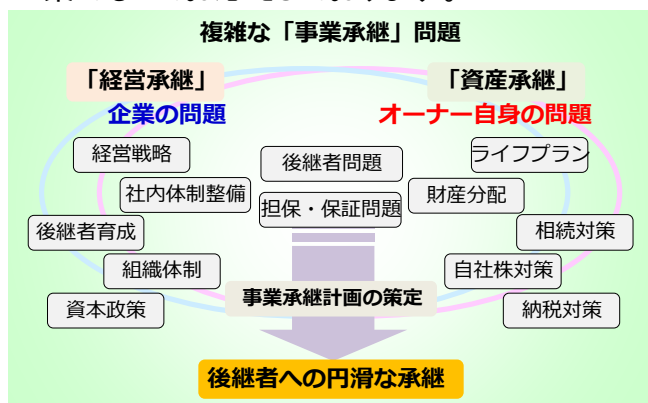 複雑な「事業承継」問題
「経営承継」
企業の問題
「資産承継」
オーナー自身の問題
経営戦略
社内体制整備
後継者育成
組織体制
資本政策
後継者問題
担保・保証問題
ライフプラン
財産分配
相続対策
自社株対策
納税対策
事業承継計画の策定
後継者への円滑な承継